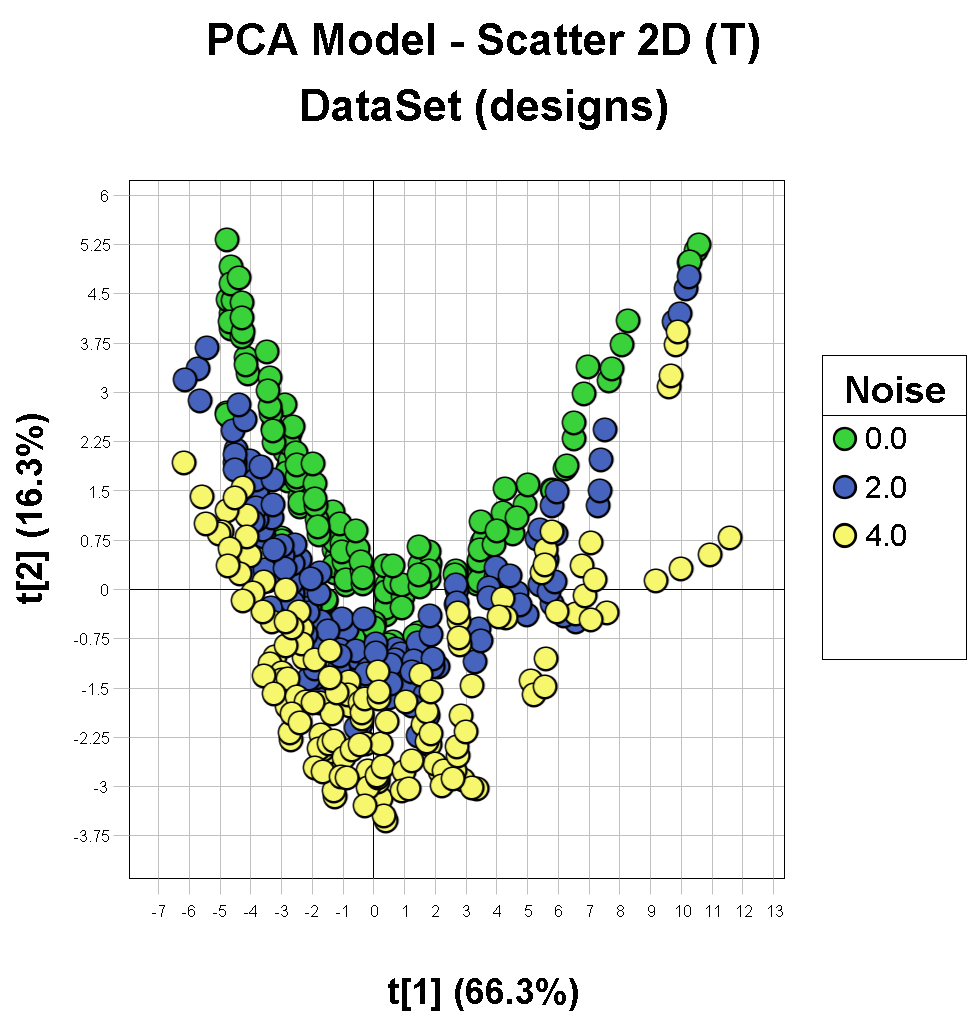 PCA Model - Scatter 2D (T)
DataSet (designs)
6
5.25
4.5
3.75
3
2.25
1.5
0.75
0
-0.75
-1.5
-2.25
-3
-3.75
t[2] (16.3%)
-7 -6 -5 -4 -3 -2 -1 0 1 2 3 4 5 6 7 8 9 10 11 12 13
t[1] (66.3%)
Noise
0.0
2.0
4.0